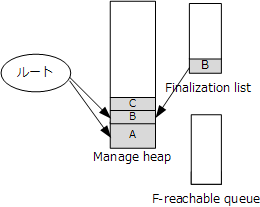 ルート
C
B
A
Manage heap
B
Finalization list
F-reachable queue